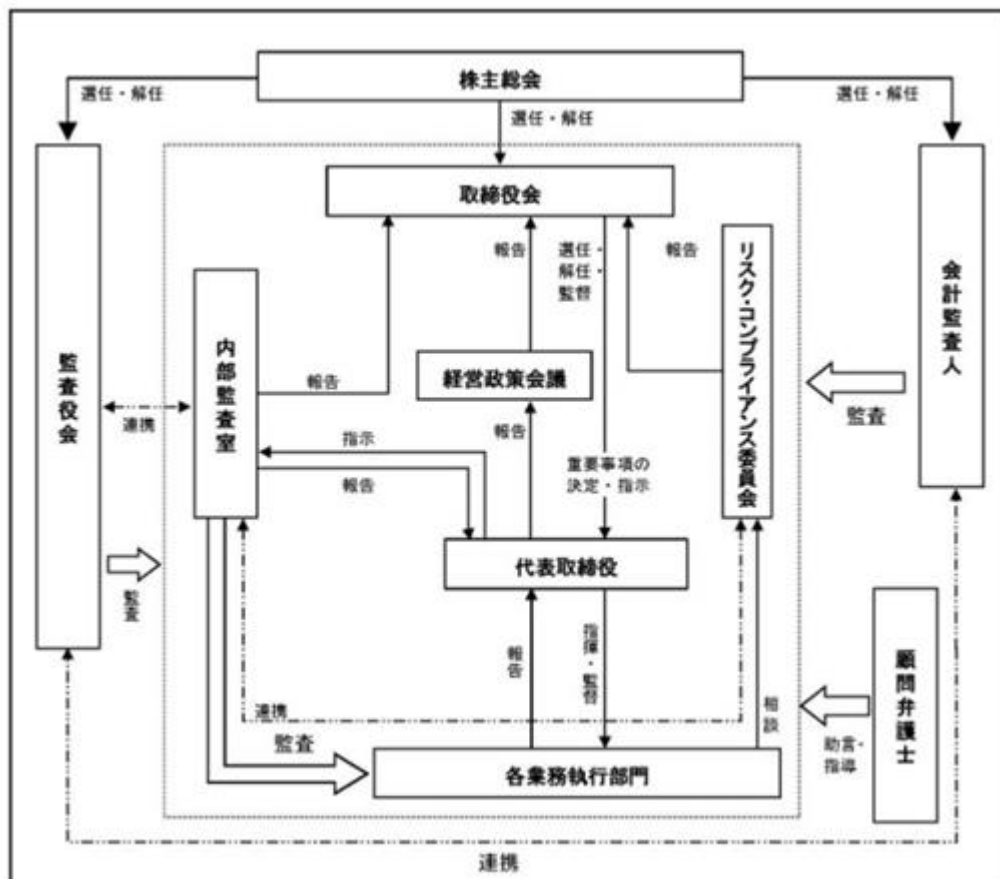 株主総会
選任・解任
選任・解任
選任・解任
取締役会
報告
選任・
解任・
監督
報告
リスク・コンプライアンス委員会
会計監査人
監査役会
内部監査室
報告
経営政策会議
連携
指示
報告
報告
重要事項の
決定・指示
監査
代表取締役
監査
報告
指揮・監督
相談
顧問弁護士
連携
監査
助言・
指導
各業務執行部門
連携